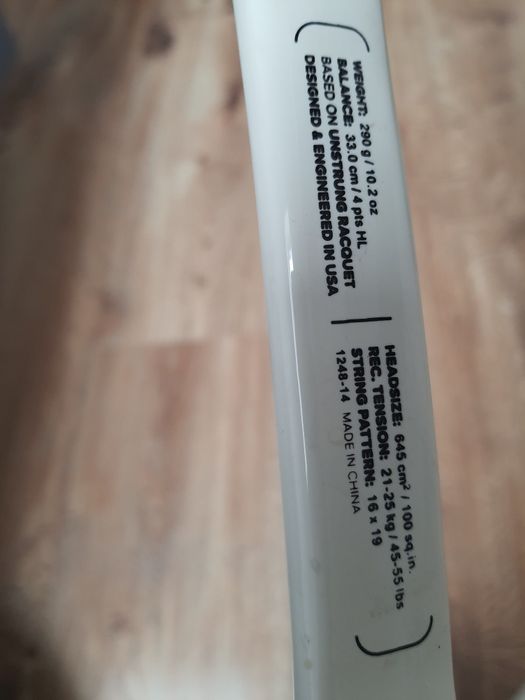 WEIGHT: 290 g / 10.2 oz
BALANCE: 33.0 cm / 4 pts HL
BASED ON UNSTRUNG RACQUET
DESIGNED & ENGINEERED IN USA
HEADSIZE: 645 cm² / 100 sq.in.
REC. TENSION: 21-25 kg / 45-55 lbs
STRING PATTERN: 16 x 19
1248-14 MADE IN CHINA